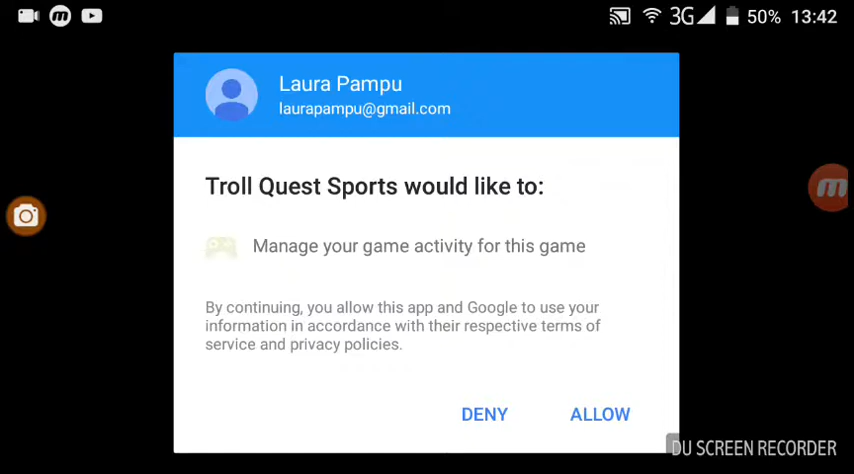 3G 50% 13:42
Laura Pampu
laurapampu@gmail.com
Troll Quest Sports would like to:
Manage your game activity for this game
By continuing, you allow this app and Google to use your
information in accordance with their respective terms of
service and privacy policies.
DENY ALLOW
DU SCREEN RECORDER